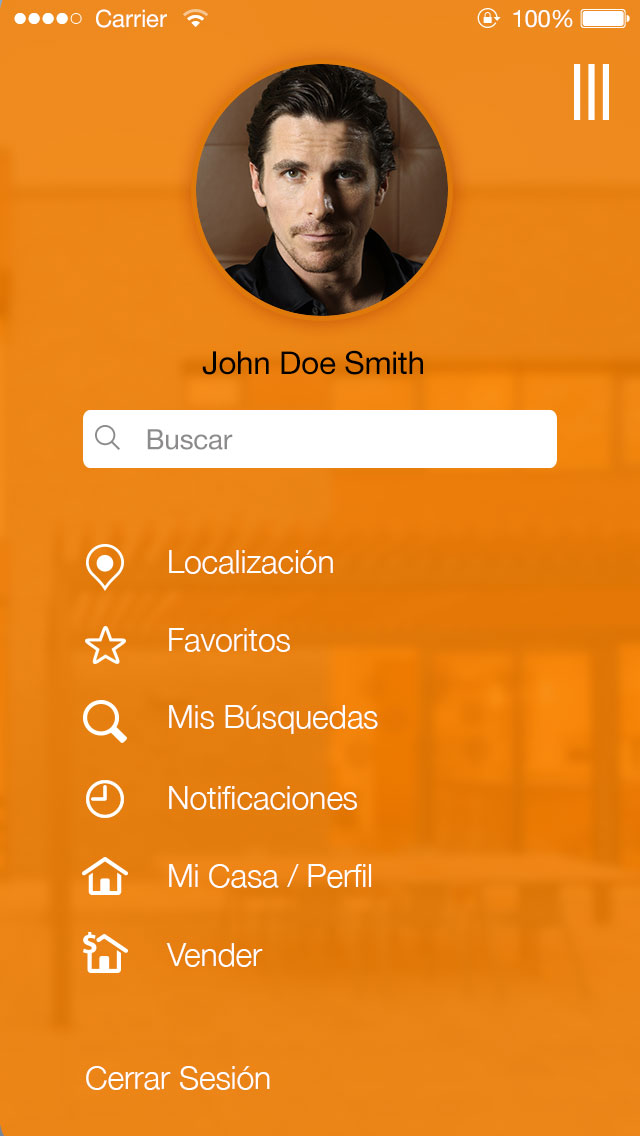 Carrier 100%
John Doe Smith
Buscar
Localización
Favoritos
Mis Búsquedas
Notificaciones
Mi Casa / Perfil
$
Vender
Cerrar Sesión